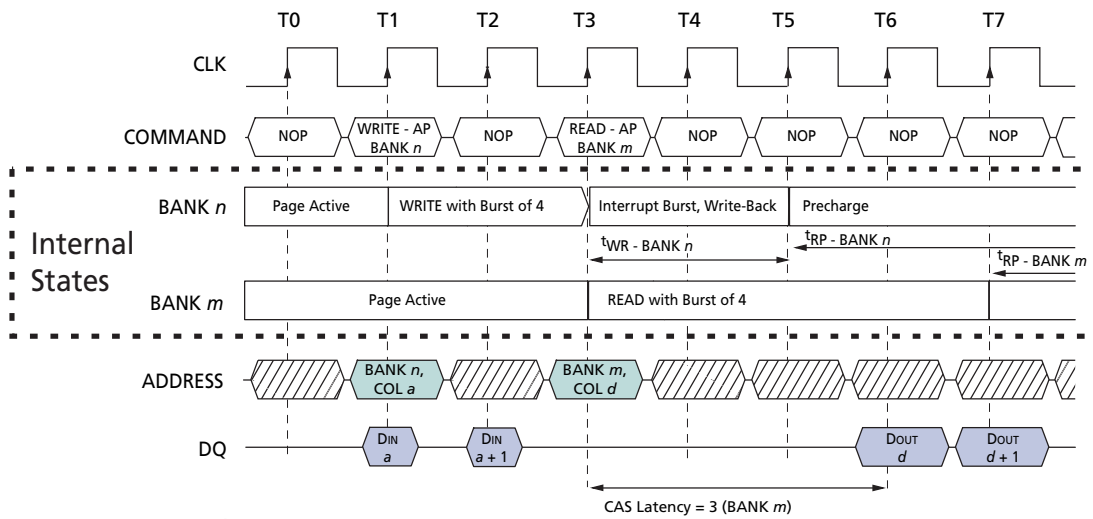 T0 T1 T2 T3 T4 T5 T6 T7
CLK
COMMAND NOP WRITE - AP NOP READ - AP NOP NOP NOP NOP
BANK n BANK m
BANK n Page Active WRITE with Burst of 4 Interrupt Burst, Write-Back Precharge
Internal
States
tWR - BANK n tRP - BANK n
tRP - BANK m
BANK m Page Active READ with Burst of 4
ADDRESS BANK n, BANK m,
COL a COL d
DQ DIN DIN DOUT DOUT
a a + 1 d d + 1
CAS Latency = 3 (BANK m)